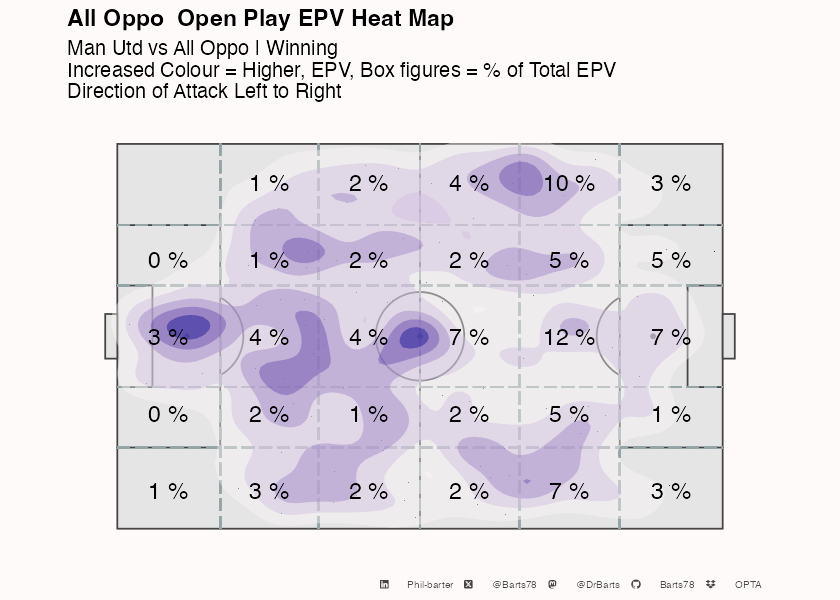 All Oppo  Open Play EPV Heat Map
Man Utd vs All Oppo | Winning
Increased Colour = Higher, EPV, Box figures = % of Total EPV
Direction of Attack Left to Right
1 % 2 % 4 % 10 % 3 %
0 % 1 % 2 % 2 % 5 % 5 %
3 % 4 % 4 % 7 % 12 % 7 %
0 % 2 % 1 % 2 % 5 % 1 %
1 % 3 % 2 % 2 % 7 % 3 %
Phil-barter @Barts78 @DrBarts Barts78 OPTA